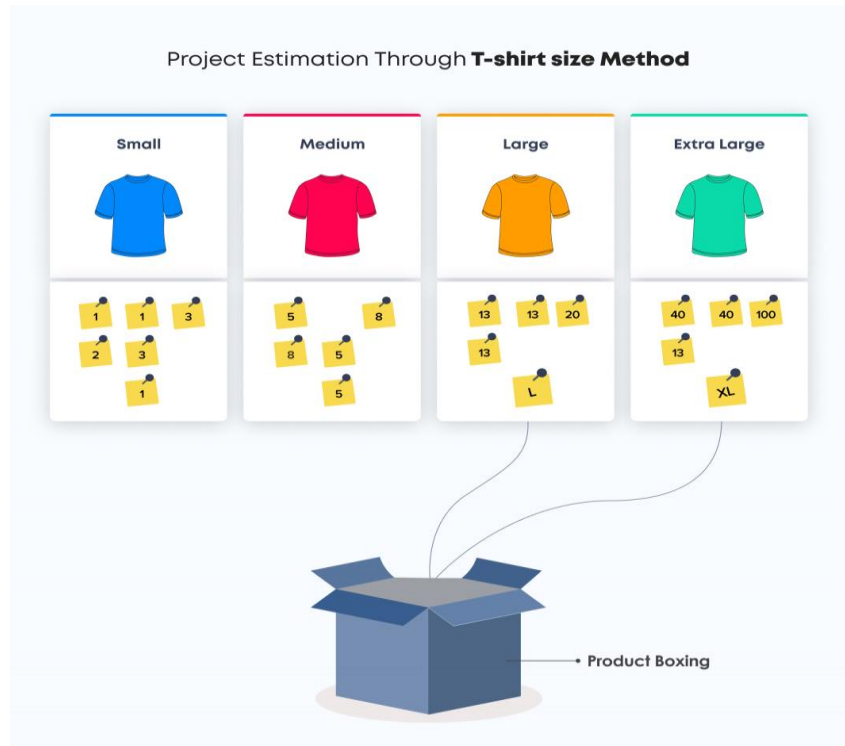 Project Estimation Through T-shirt size Method
Small
Medium
Large
Extra Large
1 1 3
2 3
1
5 8
8 5
5
13 13 20
13
L
40 40 100
13
XL
Product Boxing